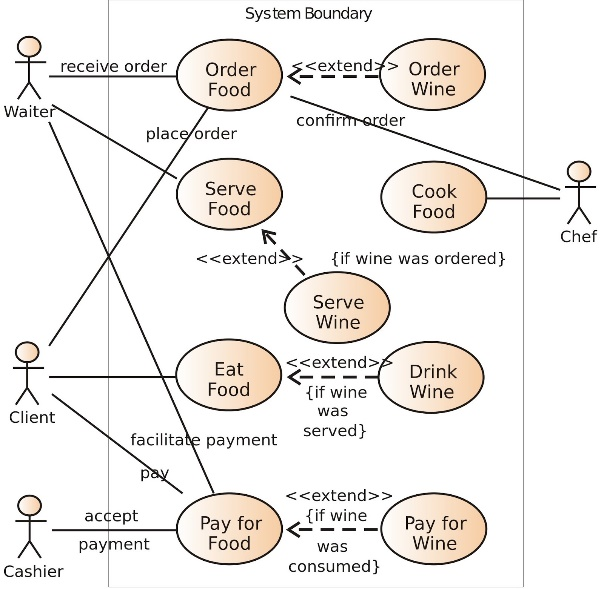 System Boundary
receive order
Order
Food
<<extend>>
Order
Wine
Waiter
place order
confirm order
Serve
Food
Cook
Food
Chef
<<extend>>
{if wine was ordered}
Serve
Wine
Client
Eat
Food
<<extend>>
{if wine
was
served}
Drink
Wine
facilitate payment
pay
Cashier
accept
payment
Pay for
Food
<<extend>>
{if wine
was
consumed}
Pay for
Wine